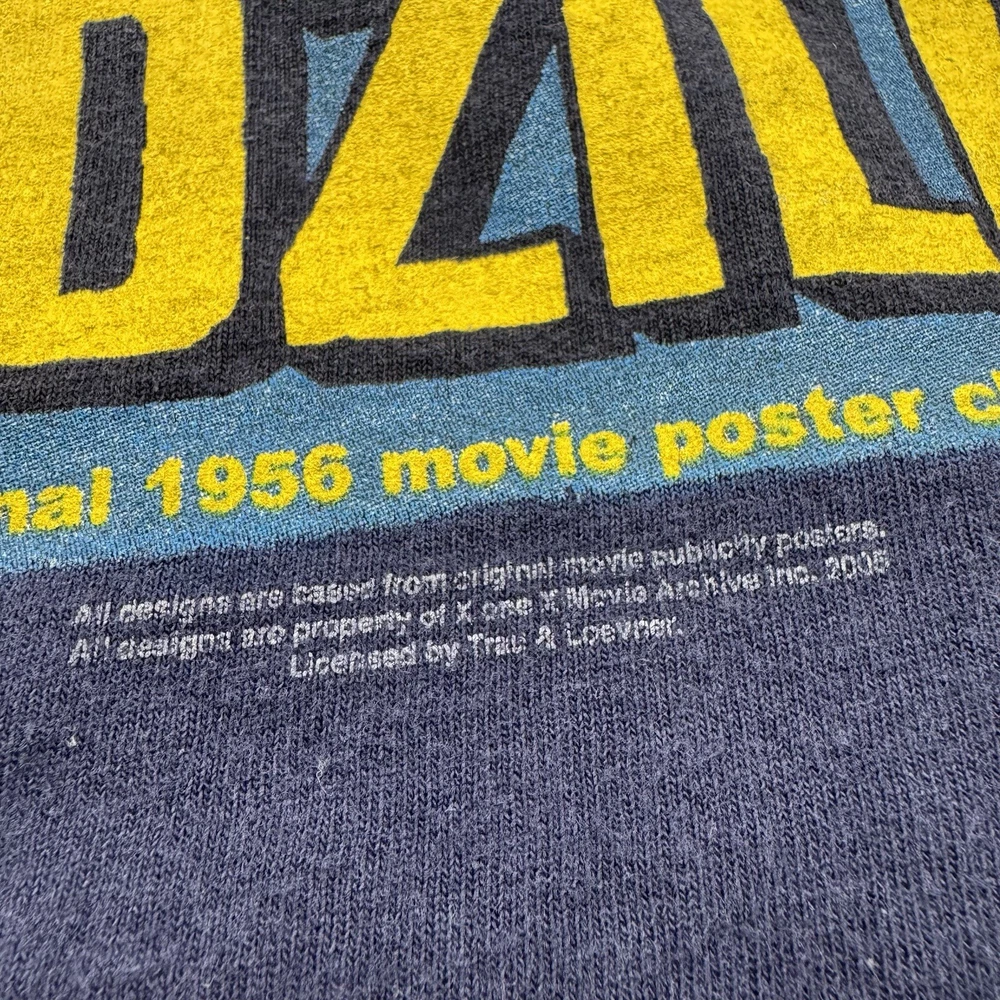 DZILL
nal 1956 movie poster c
All designs are based from original movie publicity posters.
All designs are property of X one X Movie Archive Inc. 2005
Licensed by Trau & Loevner.